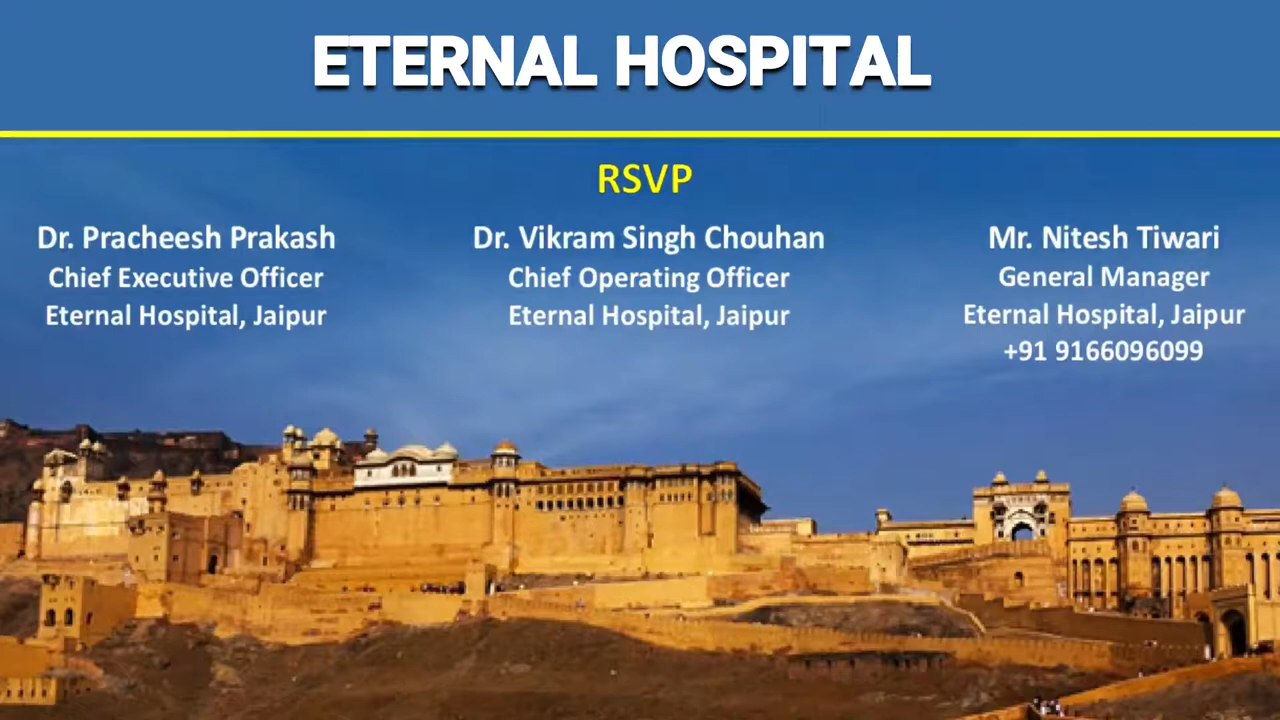 ETERNAL HOSPITAL
RSVP
Dr. Pracheesh Prakash
Chief Executive Officer
Eternal Hospital, Jaipur
Dr. Vikram Singh Chouhan
Chief Operating Officer
Eternal Hospital, Jaipur
Mr. Nitesh Tiwari
General Manager
Eternal Hospital, Jaipur
+91 9166096099